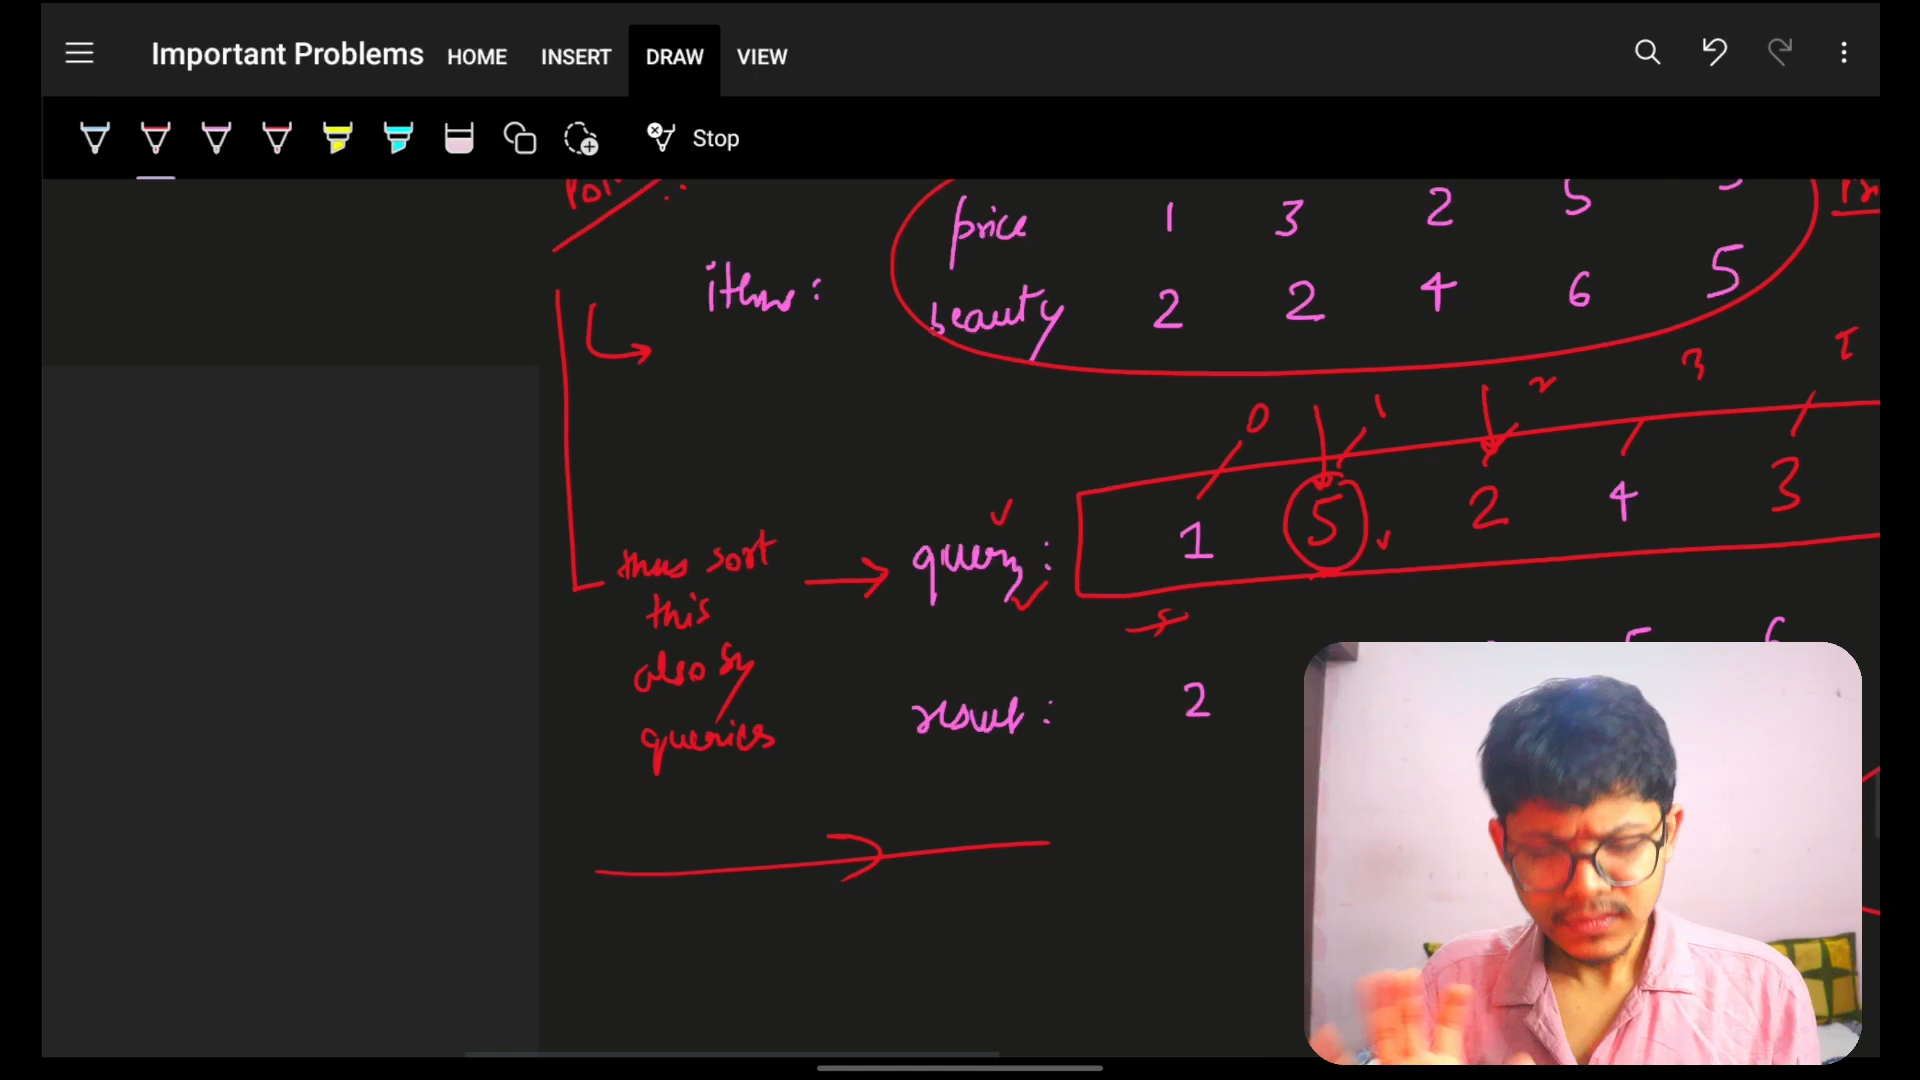 Important Problems HOME INSERT DRAW VIEW
Stop
price 1 3 2 5
items:
beauty 2 2 4 6 5
0 1 2 3
query: 1 5 2 4 3
thus sort
this
also by
queries
result: 2